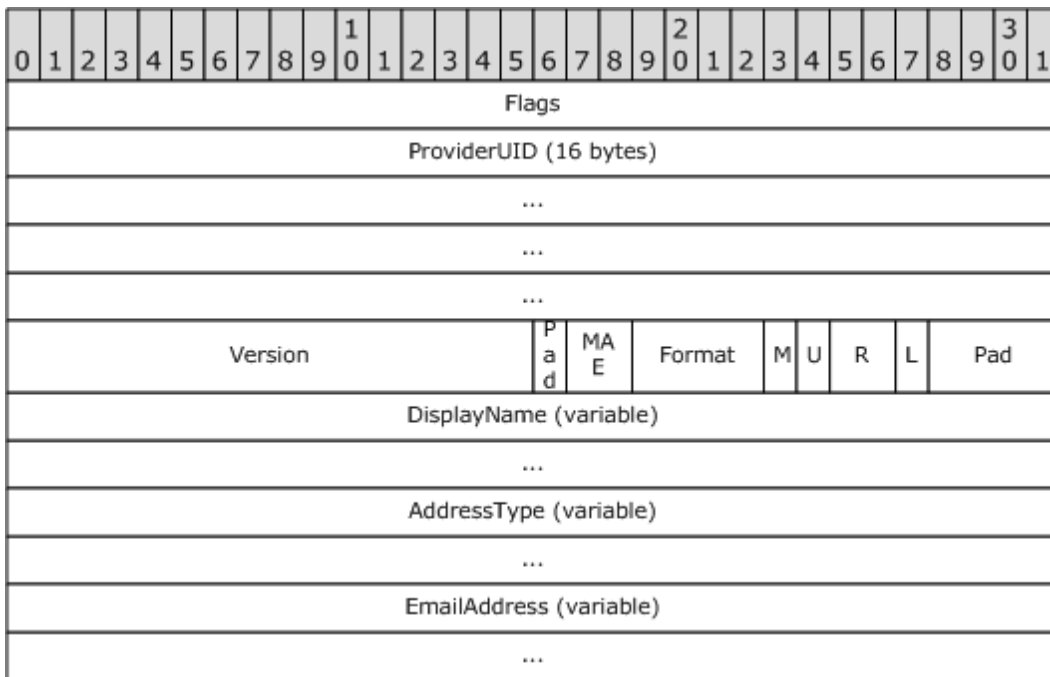 1 2 3
0 1 2 3 4 5 6 7 8 9 0 1 2 3 4 5 6 7 8 9 0 1 2 3 4 5 6 7 8 9 0 1
Flags
ProviderUID (16 bytes)
...
...
...
Version Pad MAE Format M U R L Pad
DisplayName (variable)
...
AddressType (variable)
...
EmailAddress (variable)
...